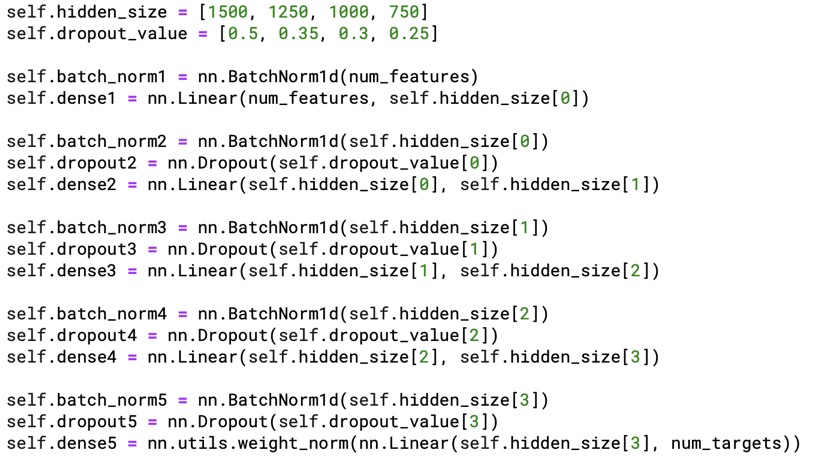 self.hidden_size = [1500, 1250, 1000, 750]
self.dropout_value = [0.5, 0.35, 0.3, 0.25]
self.batch_norm1 = nn.BatchNorm1d(num_features)
self.dense1 = nn.Linear(num_features, self.hidden_size[0])
self.batch_norm2 = nn.BatchNorm1d(self.hidden_size[0])
self.dropout2 = nn.Dropout(self.dropout_value[0])
self.dense2 = nn.Linear(self.hidden_size[0], self.hidden_size[1])
self.batch_norm3 = nn.BatchNorm1d(self.hidden_size[1])
self.dropout3 = nn.Dropout(self.dropout_value[1])
self.dense3 = nn.Linear(self.hidden_size[1], self.hidden_size[2])
self.batch_norm4 = nn.BatchNorm1d(self.hidden_size[2])
self.dropout4 = nn.Dropout(self.dropout_value[2])
self.dense4 = nn.Linear(self.hidden_size[2], self.hidden_size[3])
self.batch_norm5 = nn.BatchNorm1d(self.hidden_size[3])
self.dropout5 = nn.Dropout(self.dropout_value[3])
self.dense5 = nn.utils.weight_norm(nn.Linear(self.hidden_size[3], num_targets))